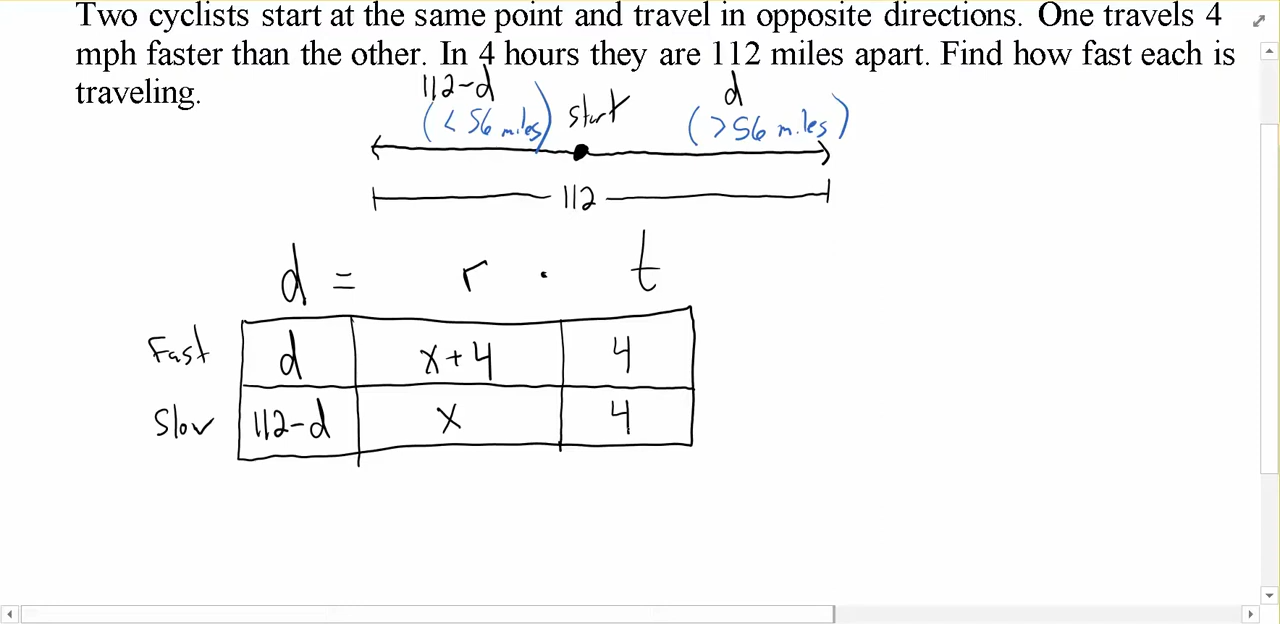 Two cyclists start at the same point and travel in opposite directions. One travels 4
mph faster than the other. In 4 hours they are 112 miles apart. Find how fast each is
traveling.
112-d start d
(< 56 miles) (> 56 miles)
112
d = r · t
Fast d x+4 4
Slow 112-d x 4